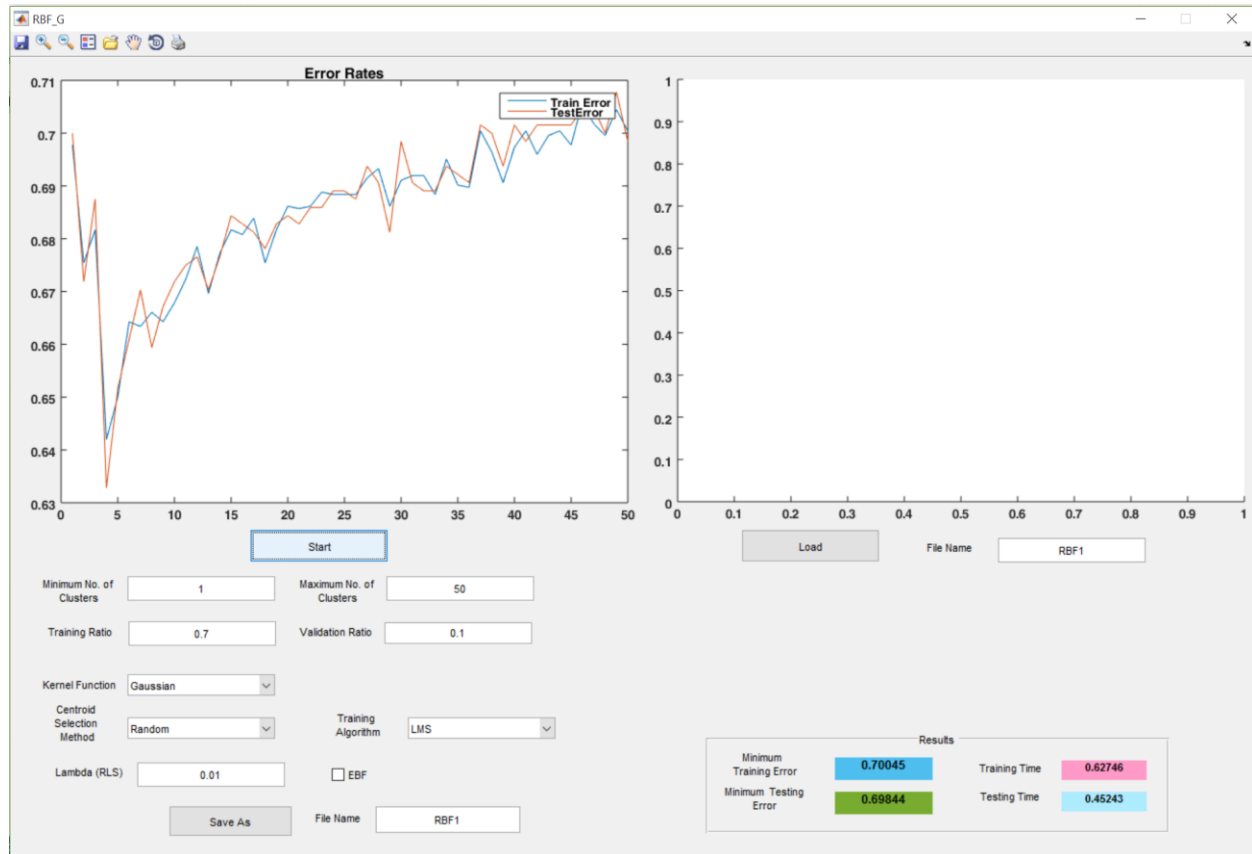 RBF_G
Error Rates
Train Error
TestError
0.71
0.7
0.69
0.68
0.67
0.66
0.65
0.64
0.63
0 5 10 15 20 25 30 35 40 45 50
1
0.9
0.8
0.7
0.6
0.5
0.4
0.3
0.2
0.1
0
0 0.1 0.2 0.3 0.4 0.5 0.6 0.7 0.8 0.9 1
Start
Load File Name RBF1
Minimum No. of
Clusters
1
Maximum No. of
Clusters
50
Training Ratio 0.7 Validation Ratio 0.1
Kernel Function Gaussian
Centroid
Selection
Method
Random
Training
Algorithm
LMS
Lambda (RLS) 0.01 EBF
Save As File Name RBF1
Results
Minimum
Training Error
0.70045
Training Time 0.62746
Minimum Testing
Error
0.69844
Testing Time 0.45243